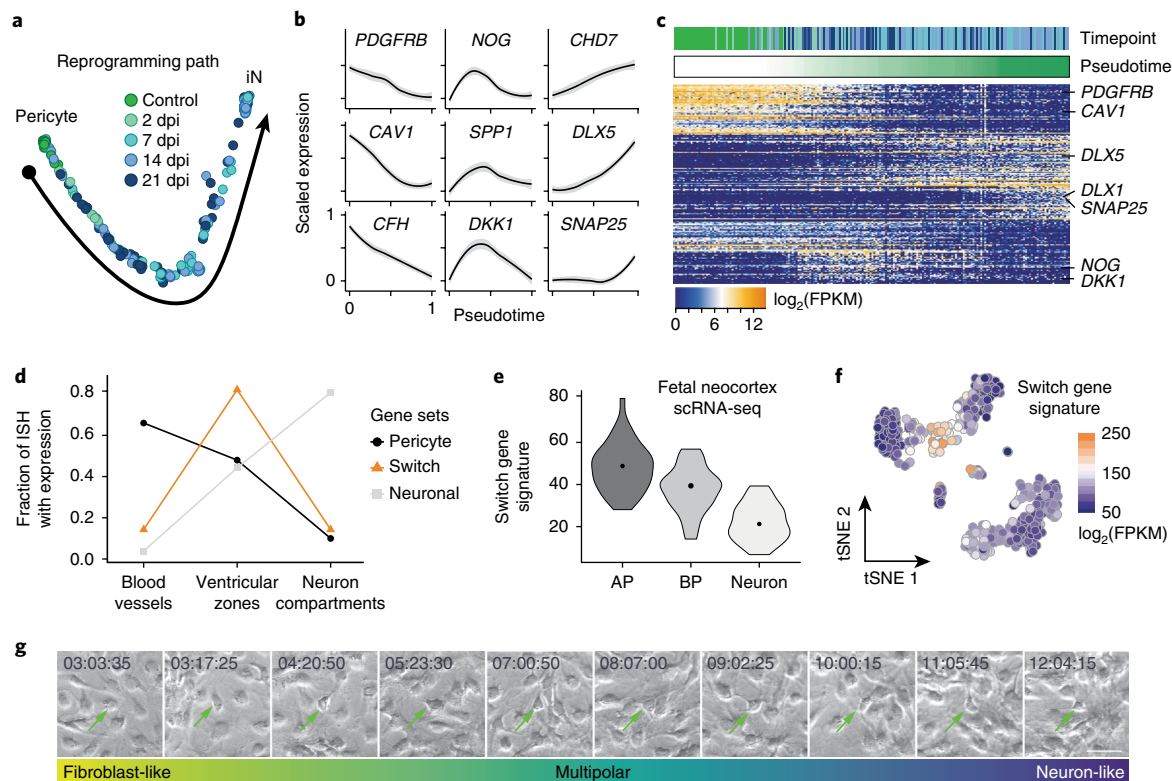 a
Reprogramming path
iN
Pericyte
Control
2 dpi
7 dpi
14 dpi
21 dpi
b
PDGFRB
NOG
CHD7
CAV1
SPP1
DLX5
CFH
DKK1
SNAP25
Scaled expression
1
0
0
1
Pseudotime
c
Timepoint
Pseudotime
PDGFRB
CAV1
DLX5
DLX1
SNAP25
NOG
DKK1
log2(FPKM)
0
6
12
d
Fraction of ISH
with expression
0.8
0.6
0.4
0.2
0.0
Blood
vessels
Ventricular
zones
Neuron
compartments
Gene sets
Pericyte
Switch
Neuronal
e
Fetal neocortex
scRNA-seq
Switch gene
signature
80
60
40
20
AP
BP
Neuron
f
Switch gene
signature
250
150
50
log2(FPKM)
tSNE 2
tSNE 1
g
03:03:35
03:17:25
04:20:50
05:23:30
07:00:50
08:07:00
09:02:25
10:00:15
11:05:45
12:04:15
Fibroblast-like
Multipolar
Neuron-like